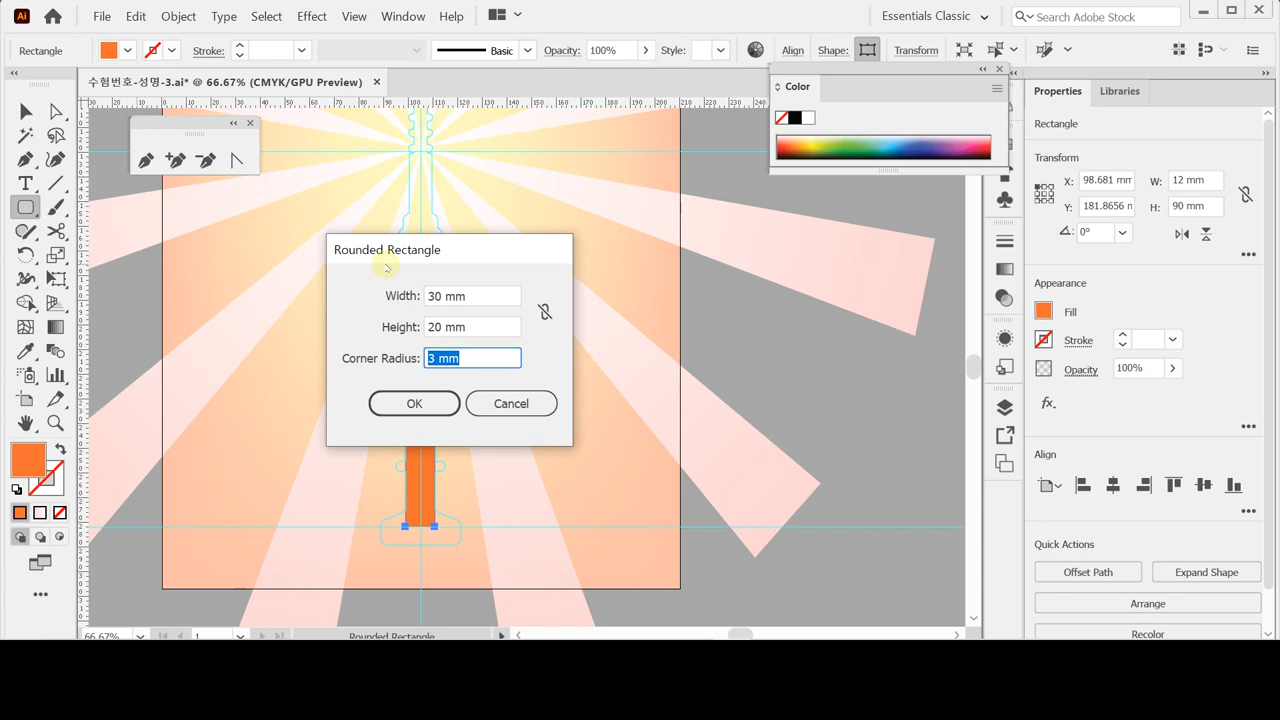 Ai File Edit Object Type Select Effect View Window Help Essentials Classic Search Adobe Stock
Rectangle Stroke: Basic Opacity: 100% Style: Align Shape: Transform
수험번호-성명-3.ai* @ 66.67% (CMYK/GPU Preview)
Color
Properties Libraries
Rectangle
Transform
X: 98.681 mm W: 12 mm
Y: 181.8656 n H: 90 mm
0°
Appearance
Fill
Stroke
Opacity 100%
fx.
Align
Quick Actions
Offset Path Expand Shape
Arrange
Recolor
Rounded Rectangle
Width: 30 mm
Height: 20 mm
Corner Radius: 3 mm
OK Cancel
66.67% 1 Rounded Rectangle